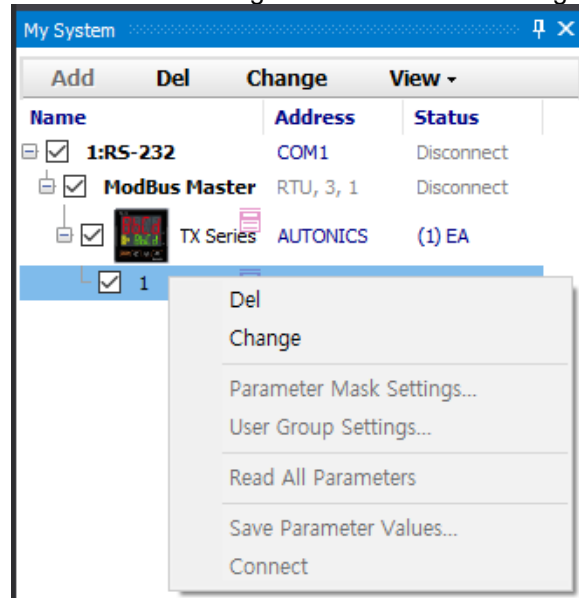 My System
Add Del Change View
Name Address Status
1:RS-232 COM1 Disconnect
ModBus Master RTU, 3, 1 Disconnect
TX Series AUTONICS (1) EA
1
Del
Change
Parameter Mask Settings...
User Group Settings...
Read All Parameters
Save Parameter Values...
Connect